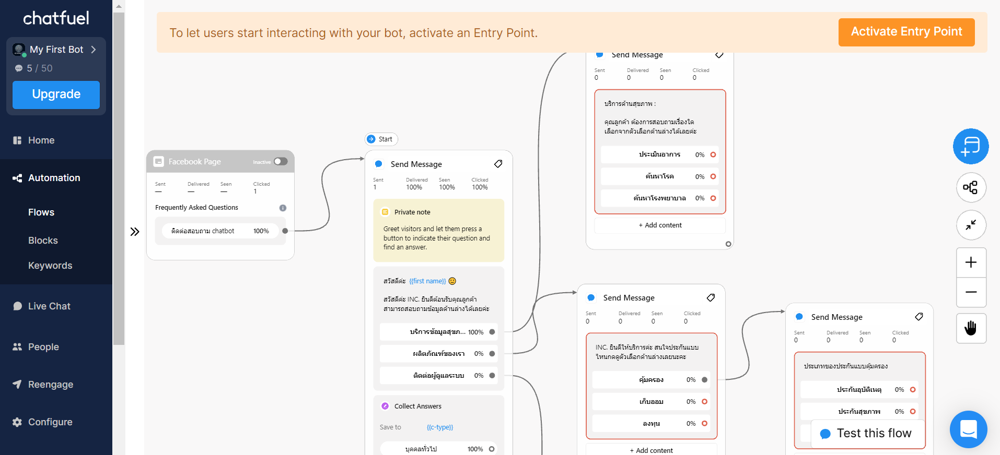 chatfuel
My First Bot
5 / 50
Upgrade
Home
Automation
Flows
Blocks
Keywords
Live Chat
People
Reengage
Configure
To let users start interacting with your bot, activate an Entry Point.
Activate Entry Point
Facebook Page
Inactive
Sent Delivered Seen Clicked
— — — 1
Frequently Asked Questions
ติดต่อสอบถาม chatbot 100%
Start
Send Message
Sent Delivered Seen Clicked
1 100% 100% 100%
Private note
Greet visitors and let them press a
button to indicate their question and
find an answer.
สวัสดีค่ะ {{first name}} 🙂
สวัสดีค่ะ INC. ยินดีต้อนรับคุณลูกค้า
สามารถสอบถามข้อมูลด้านล่างได้เลยค่ะ
บริการข้อมูลสุขภ... 100%
ผลิตภัณฑ์ของเรา 0%
ติดต่อผู้ดูแลระบบ 0%
Collect Answers
Save to {{c-type}}
บุคคลทั่วไป 100%
Send Message
Sent Delivered Seen Clicked
0 0 0 0
บริการด้านสุขภาพ :
คุณลูกค้า ต้องการสอบถามเรื่องใด
เลือกจากตัวเลือกด้านล่างได้เลยค่ะ
ประเมินอาการ 0%
ค้นหาโรค 0%
ค้นหาโรงพยาบาล 0%
+ Add content
Send Message
Sent Delivered Seen Clicked
0 0 0 0
INC. ยินดีให้บริการค่ะ สนใจประกันแบบ
ไหนกดดูตัวเลือกด้านล่างเลยนะคะ
คุ้มครอง 0%
เก็บออม 0%
ลงทุน 0%
+ Add content
Send Message
Sent Delivered Seen Clicked
0 0 0 0
ประเภทของประกันแบบคุ้มครอง
ประกันอุบัติเหตุ 0%
ประกันสุขภาพ 0%
Test this flow